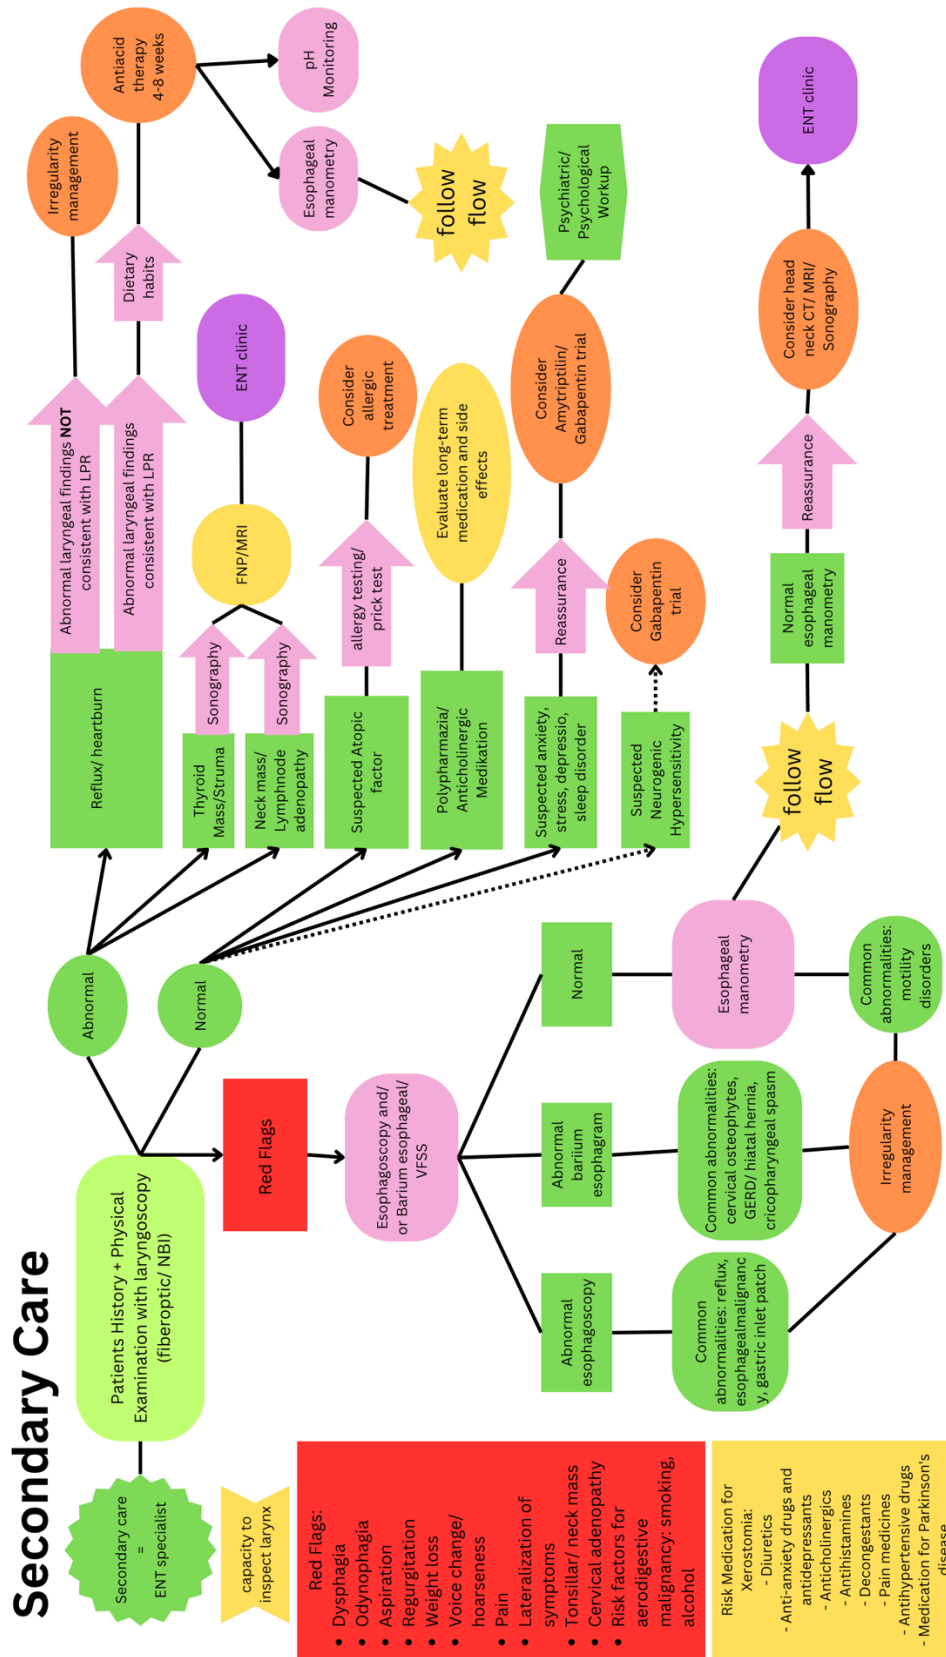 Secondary Care
Secondary care
=
ENT specialist
capacity to
inspect larynx
Patients History + Physical
Examination with laryngoscopy
(fiberoptic/ NBI)
Abnormal
Normal
Reflux/ heartburn
Abnormal laryngeal findings NOT
consistent with LPR
Irregularity
management
Abnormal laryngeal findings
consistent with LPR
Dietary
habits
Antiacid
therapy
4-8 weeks
Esophageal
manometry
pH
Monitoring
follow
flow
Thyroid
Mass/Struma
Sonography
Neck mass/
Lymphnode
adenopathy
Sonography
FNP/MRI
ENT clinic
Suspected Atopic
factor
allergy testing/
prick test
Consider
allergic
treatment
Polypharmazia/
Anticholinergic
Medikation
Evaluate long-term
medication and side
effects
Suspected anxiety,
stress, depressio,
sleep disorder
Reassurance
Consider
Amytriptilin/
Gabapentin trial
Psychiatric/
Psychological
Workup
Suspected
Neurogenic
Hypersensitivity
Consider
Gabapentin
trial
Red Flags
Esophagoscopy and/
or Barium esophageal/
VFSS
Abnormal
esophagoscopy
Abnormal
barilium
esophagram
Normal
Common
abnormalities: reflux,
esophagealmalignanc
y, gastric inlet patch
Common abnormalities:
cervical osteophytes,
GERD/ hiatal hernia,
cricopharyngeal spasm
Esophageal
manometry
Irregularity
management
Common
abnormalities:
motility
disorders
follow
flow
Normal
esophageal
manometry
Reassurance
Consider head
neck CT/ MRI/
Sonography
ENT clinic
Red Flags:
• Dysphagia
• Odynophagia
• Aspiration
• Regurgitation
• Weight loss
• Voice change/
hoarseness
• Pain
• Lateralization of
symptoms
• Tonsillar/ neck mass
• Cervical adenopathy
• Risk factors for
aerodigestive
malignancy: smoking,
alcohol
Risk Medication for
Xerostomia:
- Diuretics
- Anti-anxiety drugs and
antidepressants
- Anticholinergics
- Antihistamines
- Decongestants
- Pain medicines
- Antihypertensive drugs
- Medication for Parkinson's
disease